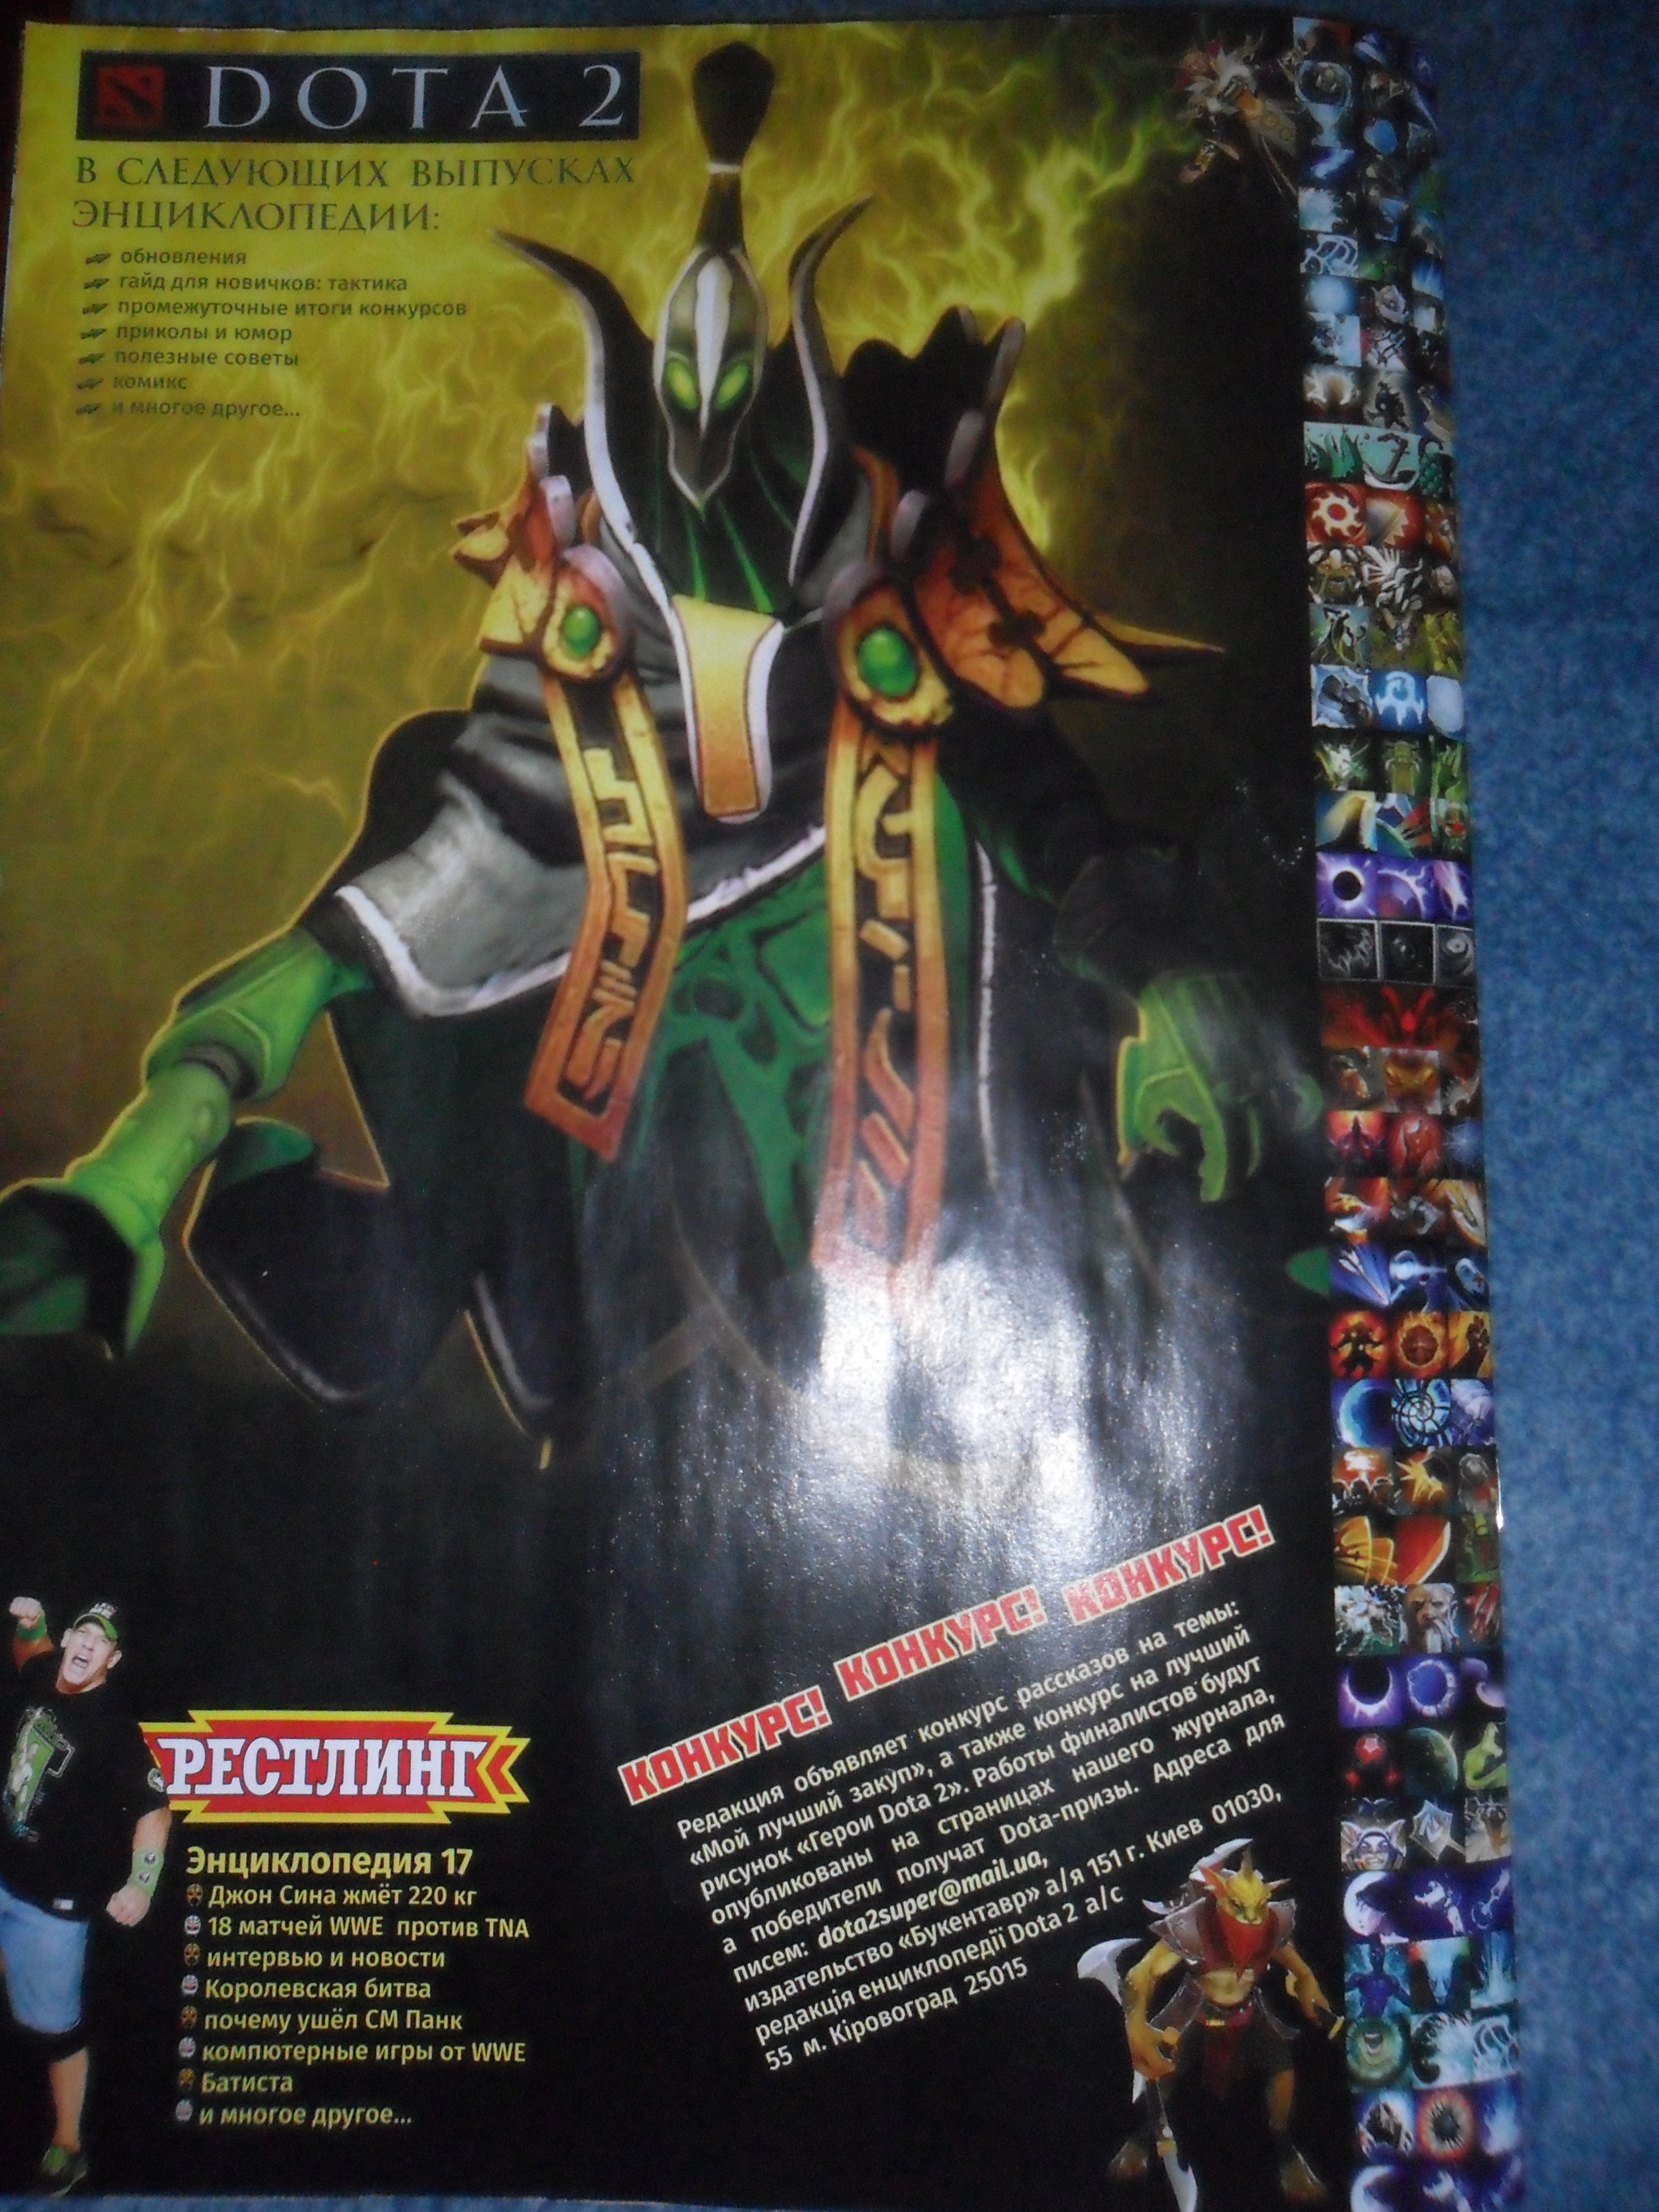 DOTA 2
В СЛЕДУЮЩИХ ВЫПУСКАХ
ЭНЦИКЛОПЕДИИ:
обновления
гайд для новичков: тактика
промежуточные итоги конкурсов
приколы и юмор
полезные советы
комикс
и многое другое...
КОНКУРС! КОНКУРС! КОНКУРС!
Редакция объявляет конкурс рассказов на темы:
«Мой лучший закуп», а также конкурс на лучший
рисунок «Герои Dota 2». Работы финалистов будут
опубликованы на страницах нашего журнала,
а победители получат Dota-призы. Адреса для
писем: dota2super@mail.ua,
издательство «Букентавр» а/я 151 г. Киев 01030,
редакція енциклопедії Dota 2 а/с
55 м. Кіровоград 25015
РЕСТЛИНГ
Энциклопедия 17
Джон Сина жмёт 220 кг
18 матчей WWE против TNA
интервью и новости
Королевская битва
почему ушёл СМ Панк
компютерные игры от WWE
Батиста
и многое другое...